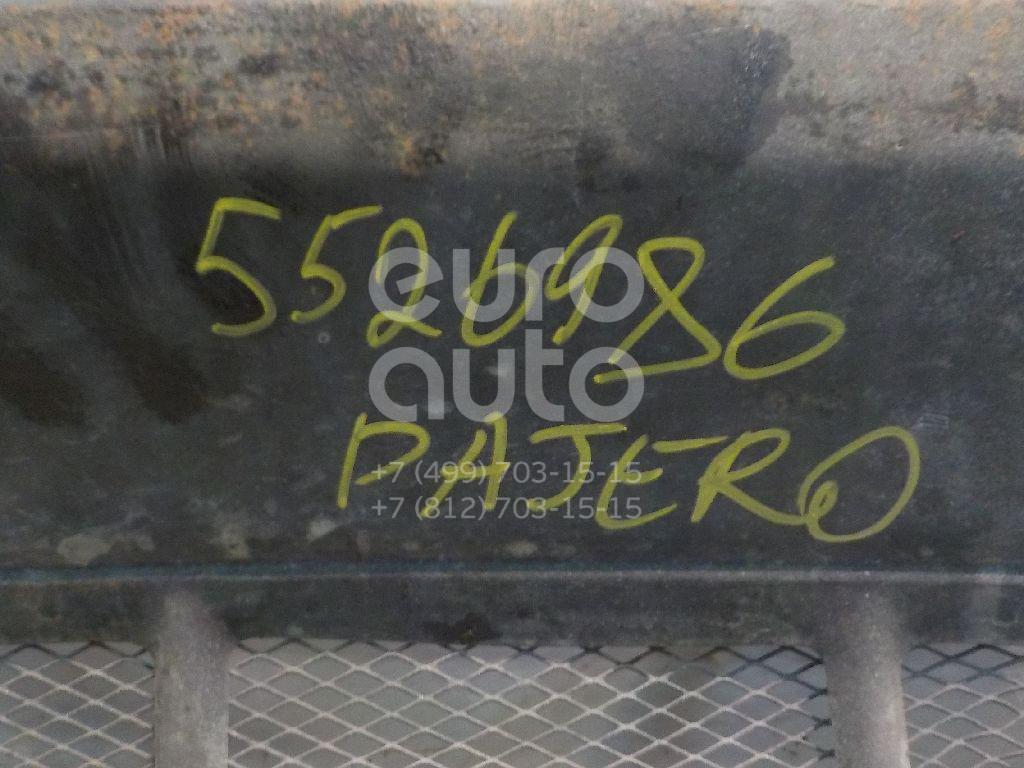 5526986
euro
auto
PAJERO
+7 (499) 703-15-15
+7 (812) 703-15-15